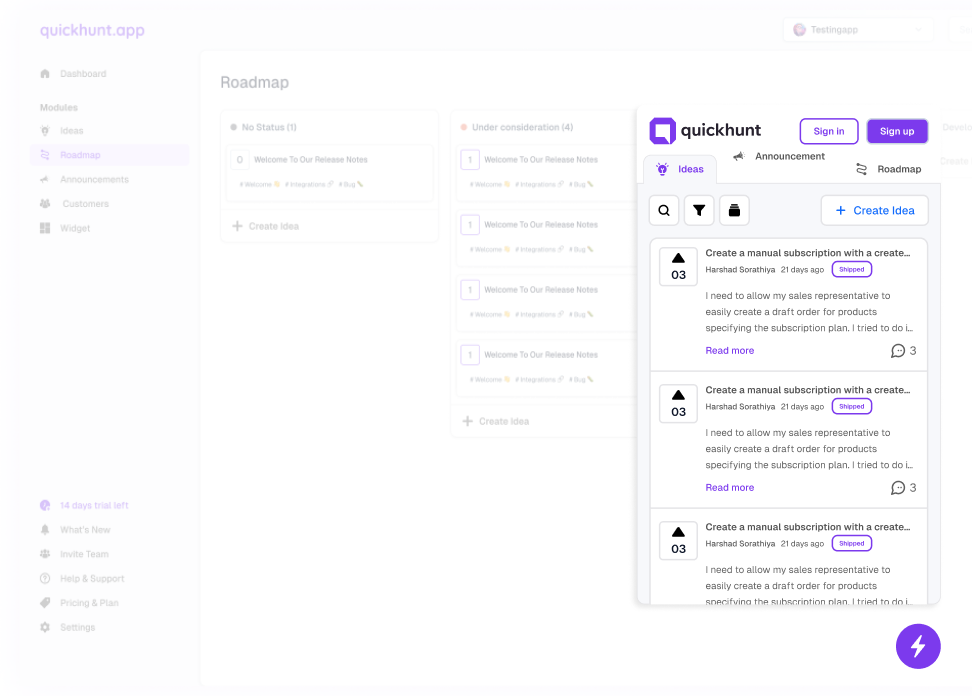 quickhunt.app
Testingapp
Dashboard
Modules
Ideas
Roadmap
Announcements
Customers
Widget
14 days trial left
What's New
Invite Team
Help & Support
Pricing & Plan
Settings
Roadmap
No Status (1)
0 Welcome To Our Release Notes
# Welcome # Integrations # Bug
Create Idea
Under consideration (4)
1 Welcome To Our Release Notes
# Welcome # Integrations # Bug
1 Welcome To Our Release Notes
# Welcome # Integrations # Bug
1 Welcome To Our Release Notes
# Welcome # Integrations # Bug
1 Welcome To Our Release Notes
# Welcome # Integrations # Bug
Create Idea
quickhunt
Sign in
Sign up
Ideas
Announcement
Roadmap
+ Create Idea
Create a manual subscription with a create...
03
Harshad Sorathiya 21 days ago Shipped
I need to allow my sales representative to
easily create a draft order for products
specifying the subscription plan. I tried to do i...
Read more
3
Create a manual subscription with a create...
03
Harshad Sorathiya 21 days ago Shipped
I need to allow my sales representative to
easily create a draft order for products
specifying the subscription plan. I tried to do i...
Read more
3
Create a manual subscription with a create...
03
Harshad Sorathiya 21 days ago Shipped
I need to allow my sales representative to
easily create a draft order for products
specifying the subscription plan. I tried to do i...